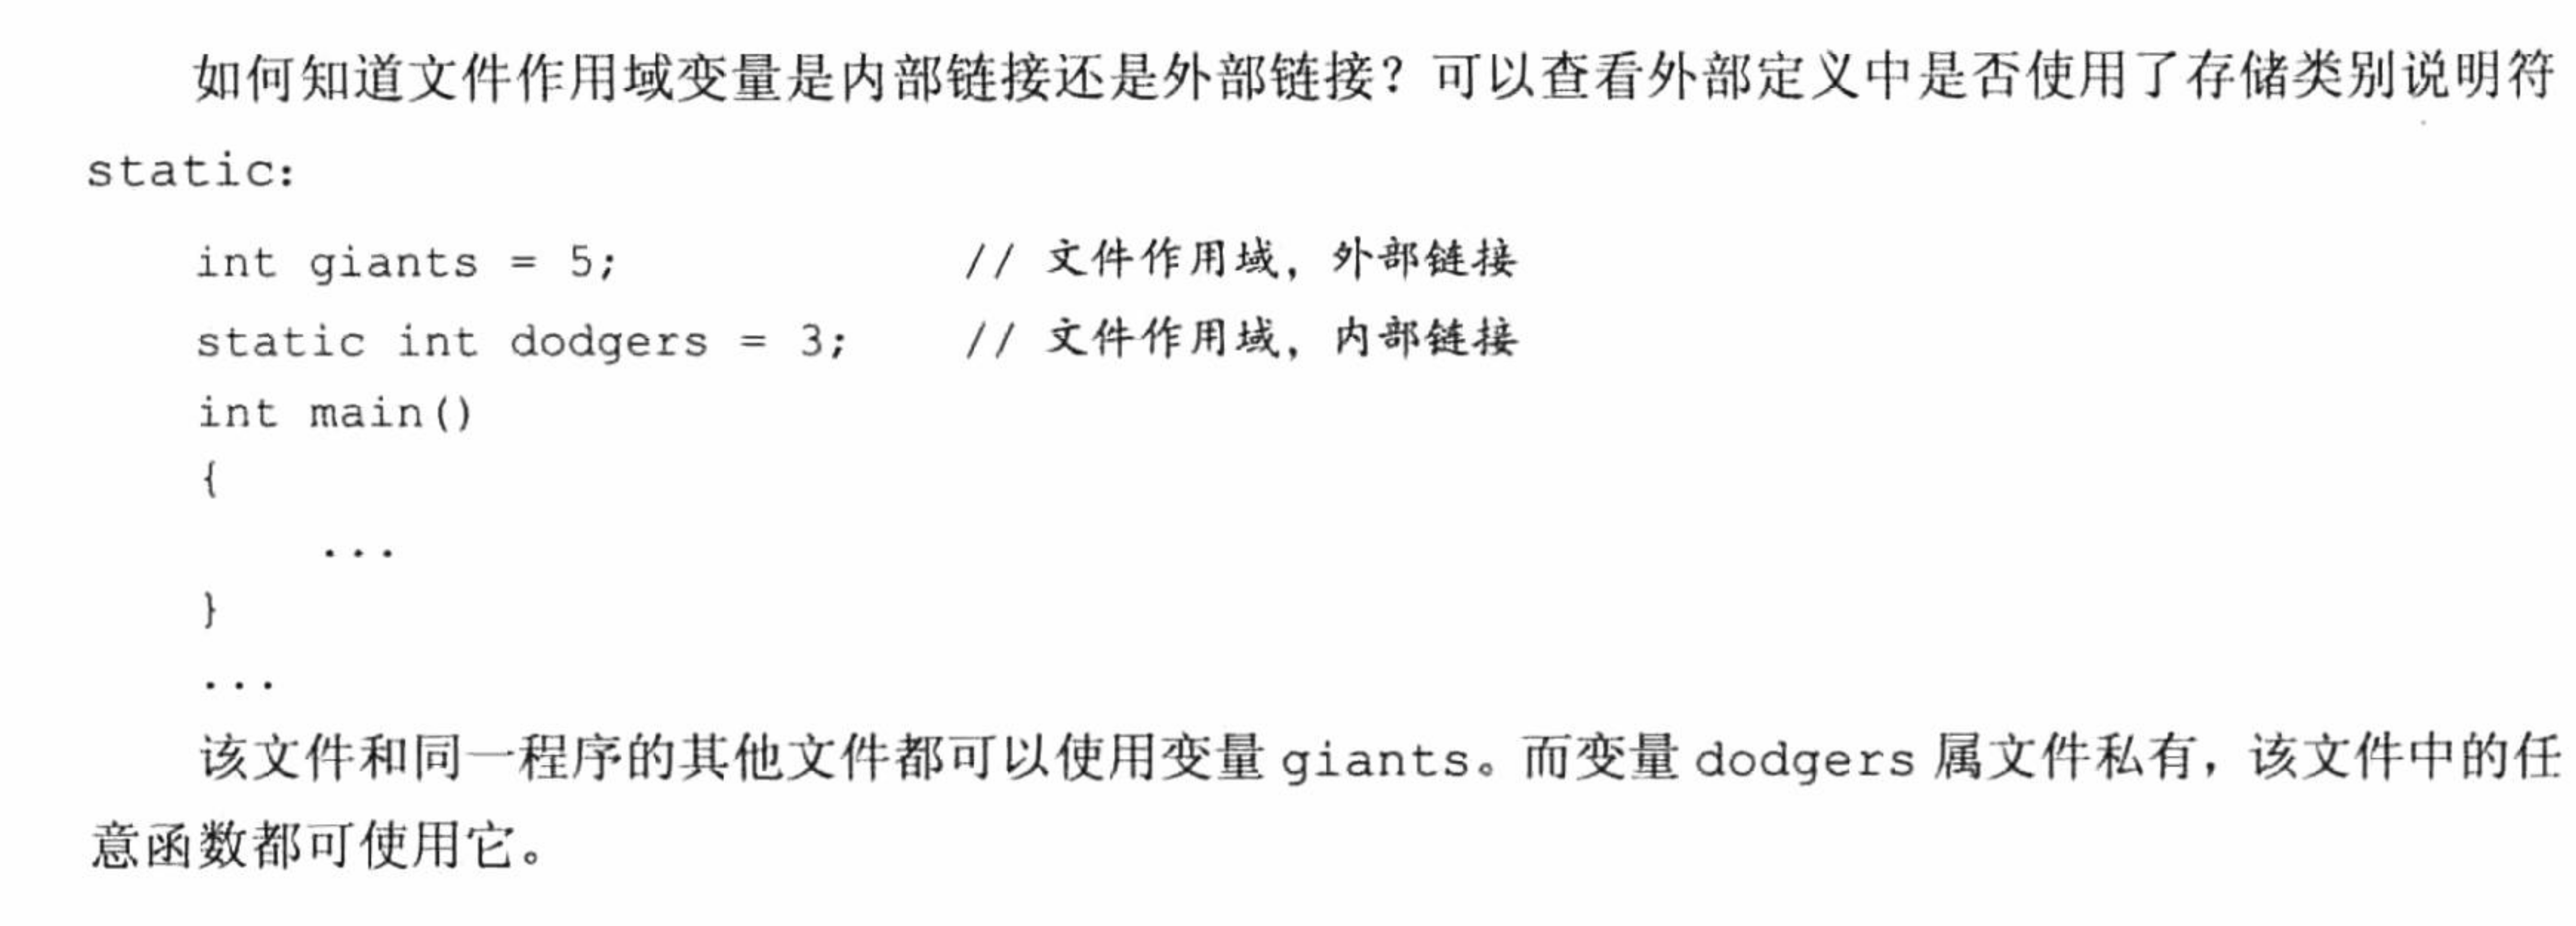 如何知道文件作用域变量是内部链接还是外部链接？可以查看外部定义中是否使用了存储类别说明符
static：
int giants = 5;    // 文件作用域，外部链接
static int dodgers = 3;    // 文件作用域，内部链接
int main()
{
...
}
...
该文件和同一程序的其他文件都可以使用变量 giants。而变量 dodgers 属文件私有，该文件中的任
意函数都可使用它。